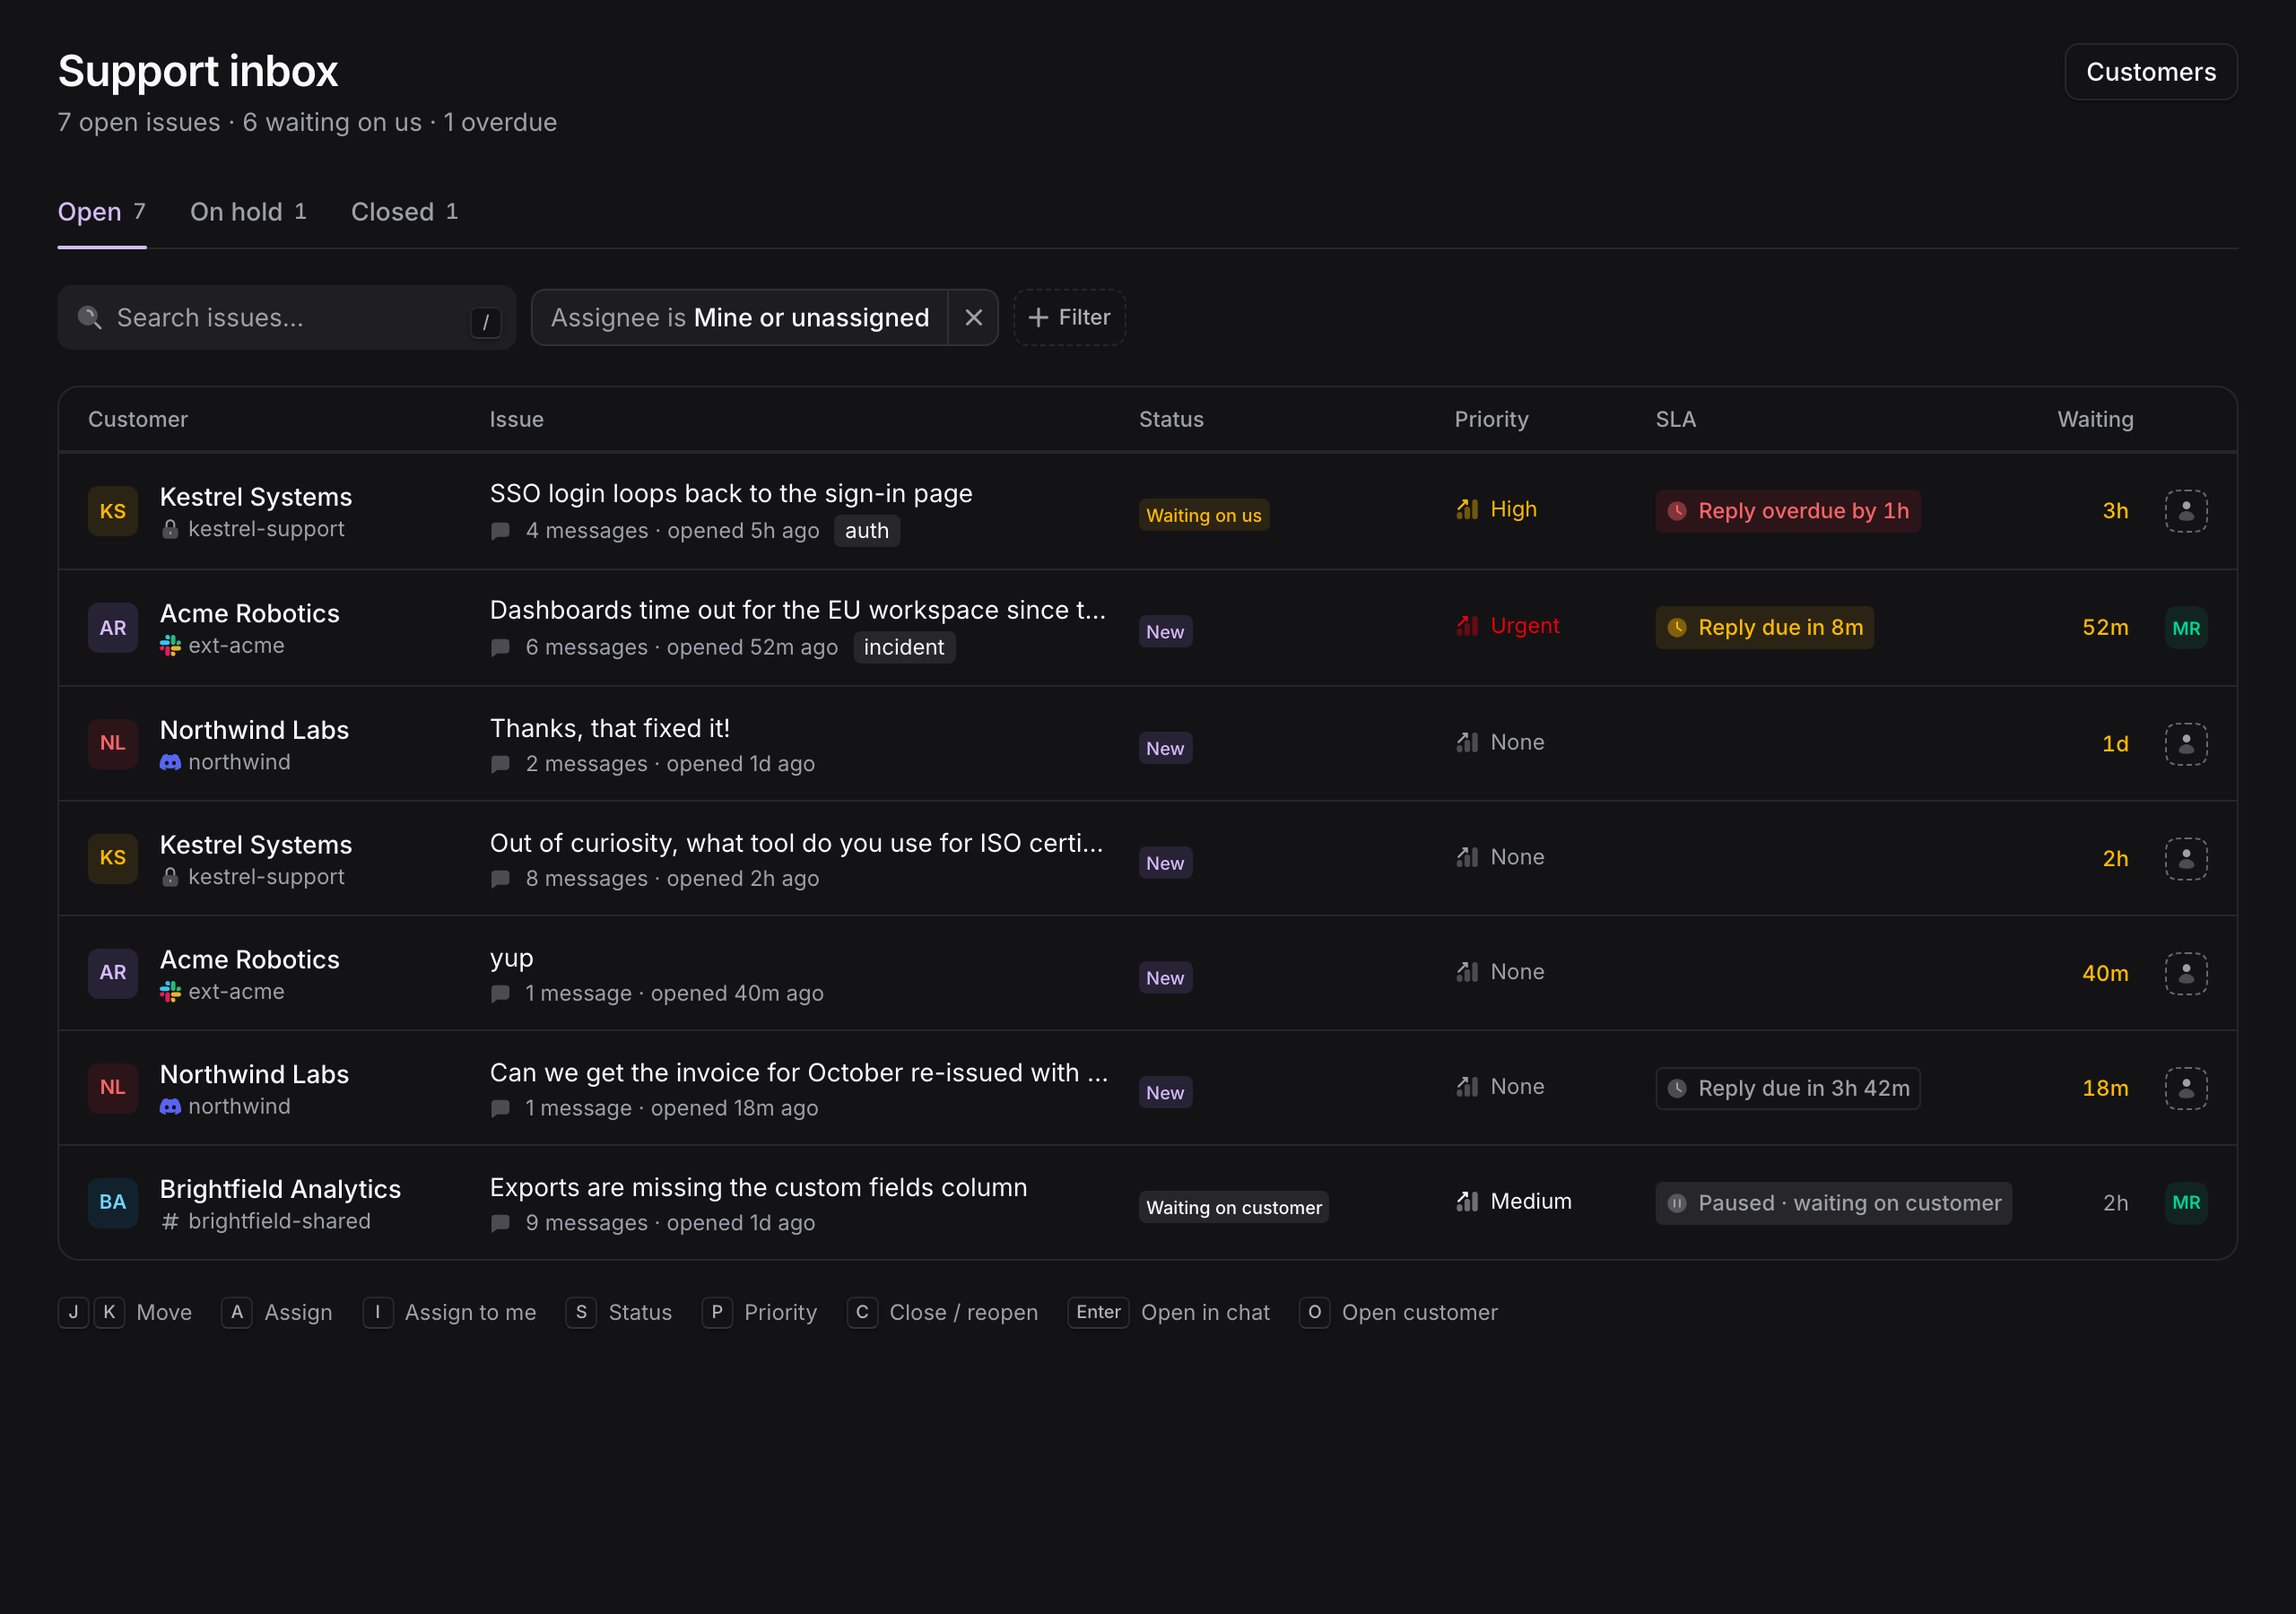 Support inbox
Customers
7 open issues · 6 waiting on us · 1 overdue
Open 7 On hold 1 Closed 1
Search issues... / Assignee is Mine or unassigned Filter
Customer Issue Status Priority SLA Waiting
KS Kestrel Systems SSO login loops back to the sign-in page Waiting on us High Reply overdue by 1h 3h
kestrel-support 4 messages · opened 5h ago auth
AR Acme Robotics Dashboards time out for the EU workspace since t... New Urgent Reply due in 8m 52m MR
ext-acme 6 messages · opened 52m ago incident
NL Northwind Labs Thanks, that fixed it! New None 1d
northwind 2 messages · opened 1d ago
KS Kestrel Systems Out of curiosity, what tool do you use for ISO certi... New None 2h
kestrel-support 8 messages · opened 2h ago
AR Acme Robotics yup New None 40m
ext-acme 1 message · opened 40m ago
NL Northwind Labs Can we get the invoice for October re-issued with ... New None Reply due in 3h 42m 18m
northwind 1 message · opened 18m ago
BA Brightfield Analytics Exports are missing the custom fields column Waiting on customer Medium Paused · waiting on customer 2h MR
# brightfield-shared 9 messages · opened 1d ago
J K Move A Assign I Assign to me S Status P Priority C Close / reopen Enter Open in chat O Open customer